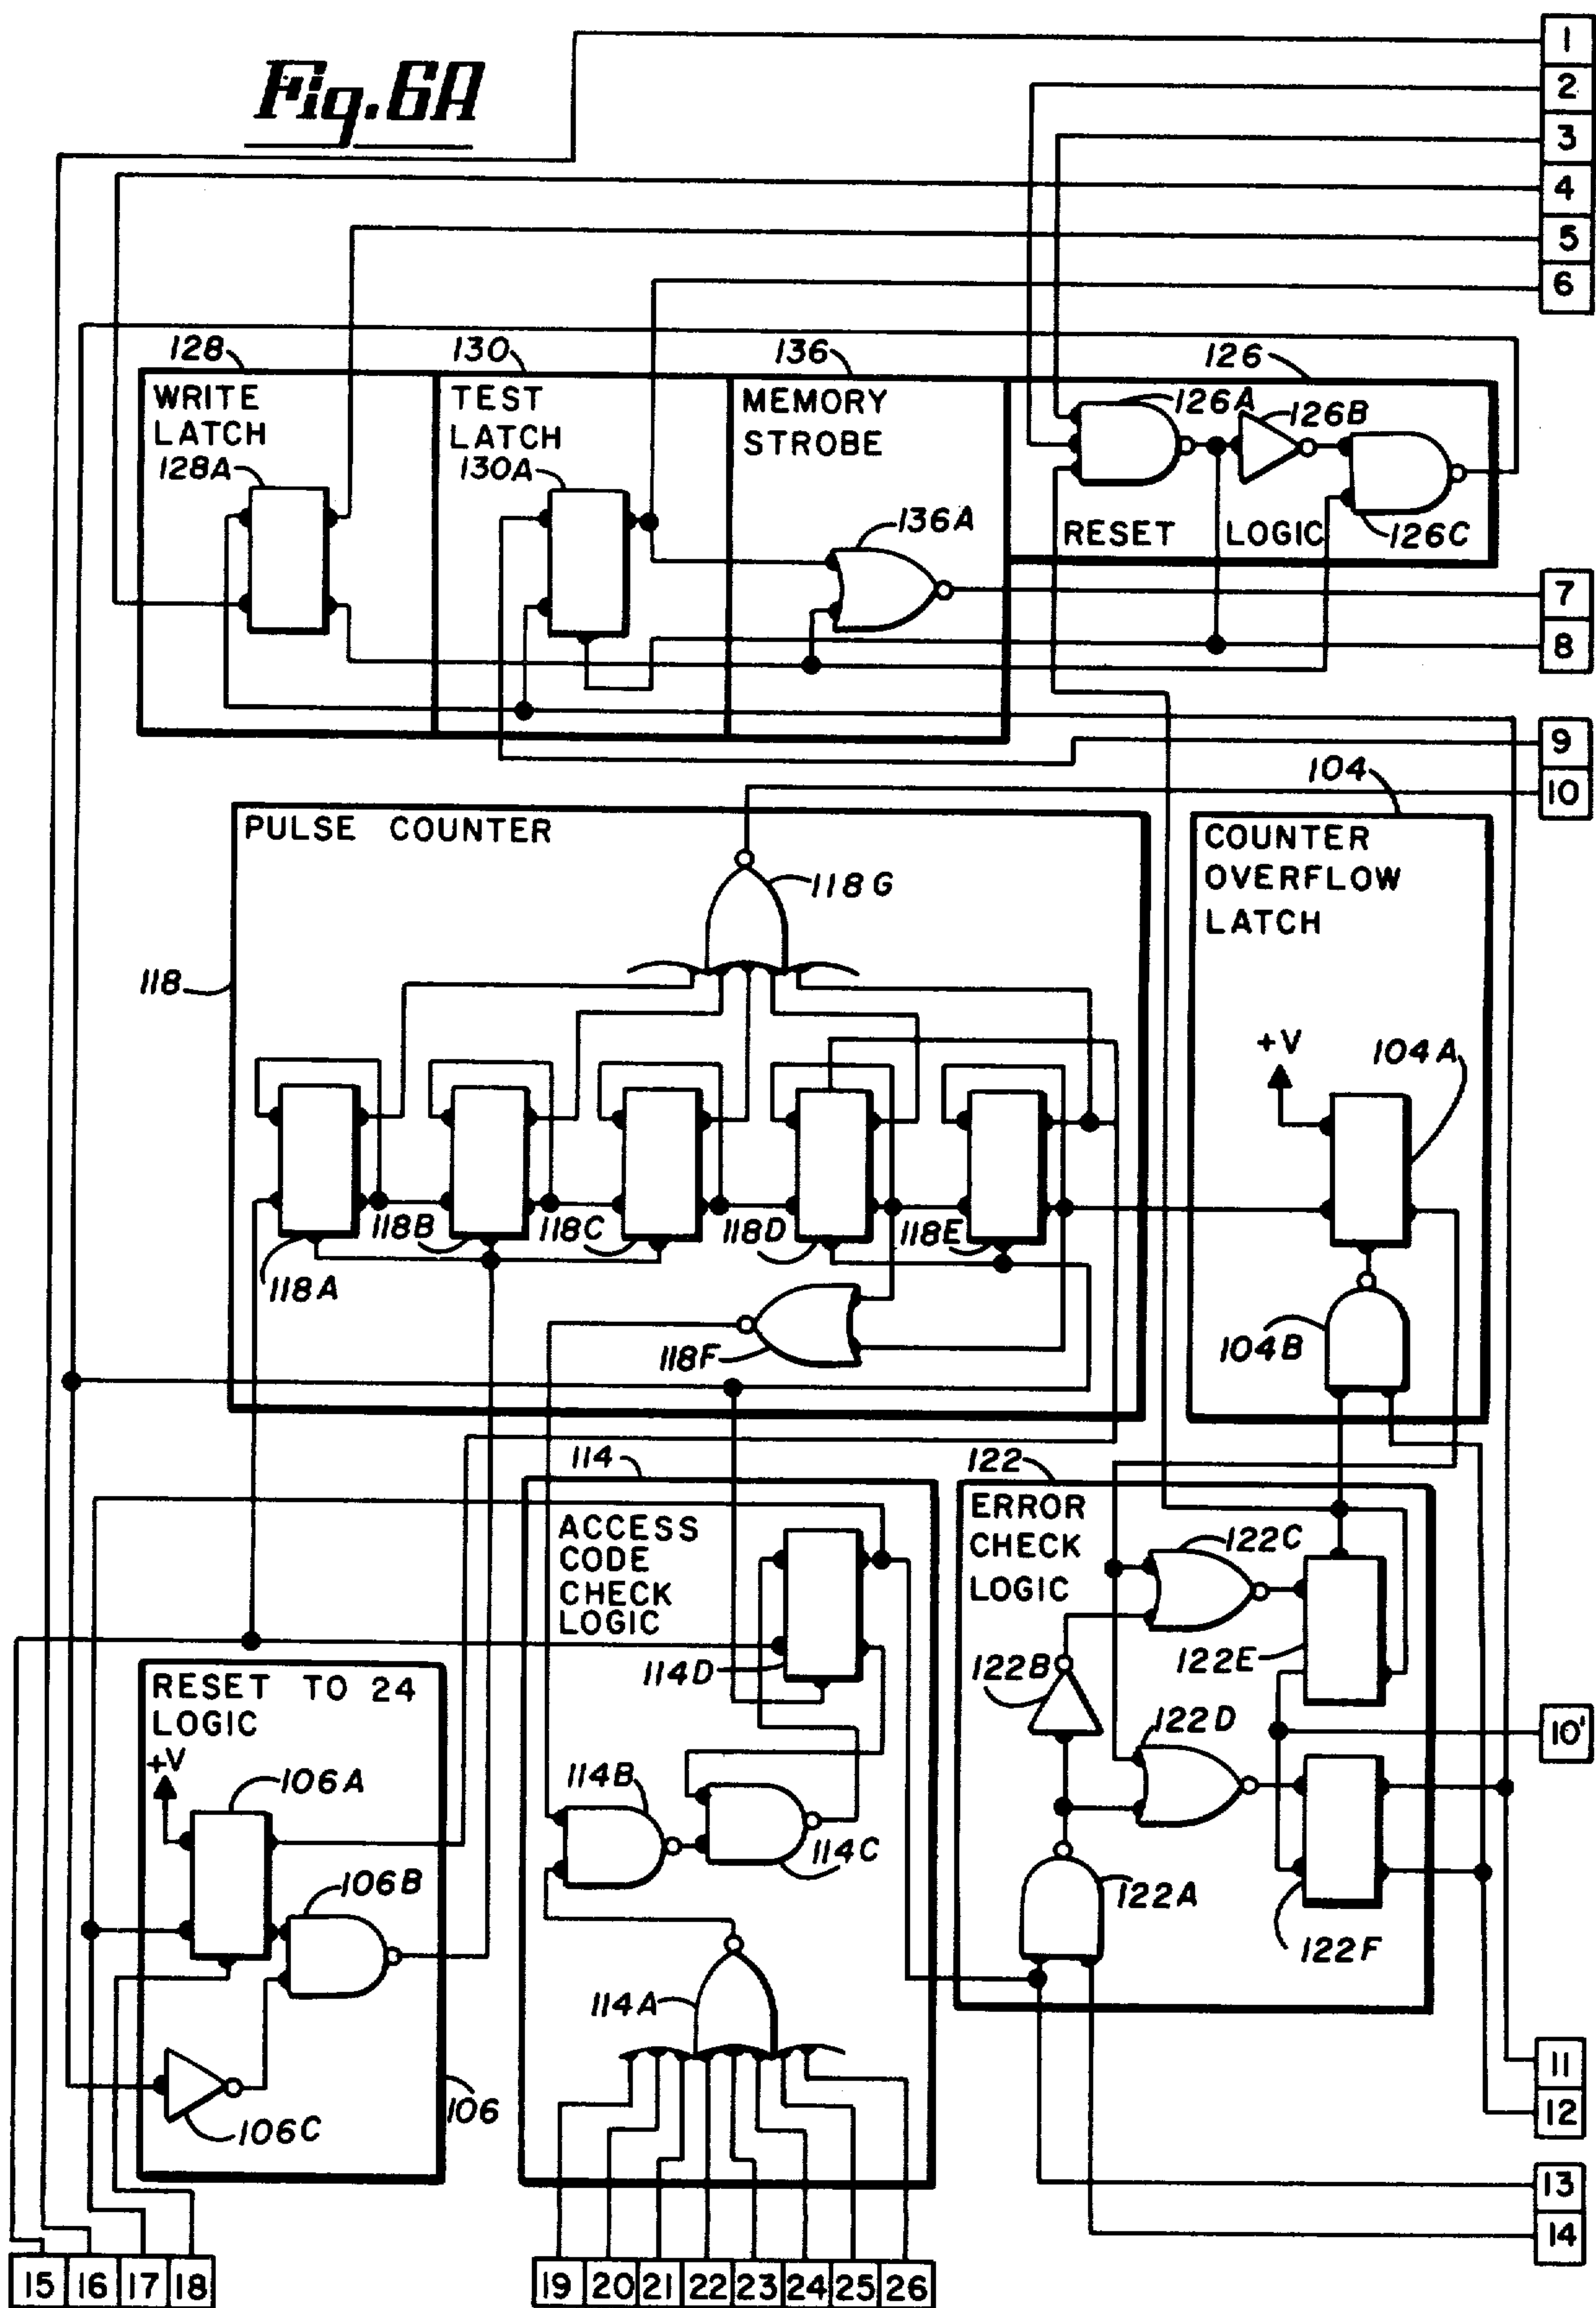 Fig. 6A
1
2
3
4
5
6
128
130
136
126
WRITE
LATCH
128A
TEST
LATCH
130A
MEMORY
STROBE
136A
126A
126B
126C
RESET LOGIC
7
8
9
10
104
PULSE COUNTER
118G
118
118A
118B
118C
118D
118E
118F
COUNTER
OVERFLOW
LATCH
+V
104A
104B
114
ACCESS
CODE
CHECK
LOGIC
114D
114B
114C
114A
122
ERROR
CHECK
LOGIC
122C
122E
122B
122D
122A
122F
10'
RESET TO 24
LOGIC
+V
106A
106B
106C
106
11
12
13
14
15 16 17 18
19 20 21 22 23 24 25 26